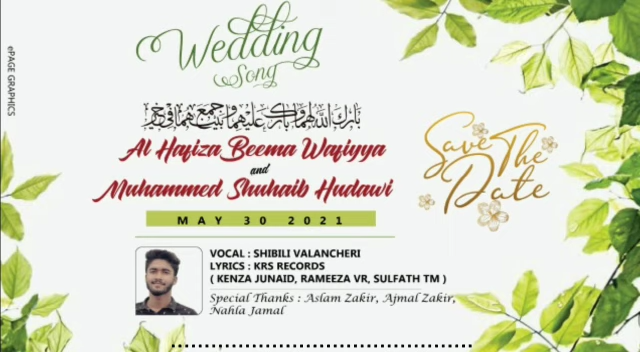 Wedding
Song
بارك الله لهما وبارك عليهما وجمع بينهما في خير
Al Hafiza Beema Wafiyya
and
Muhammed Shuhaib Hudawi
MAY 30 2021
Save The
Date
VOCAL : SHIBILI VALANCHERI
LYRICS : KRS RECORDS
( KENZA JUNAID, RAMEEZA VR, SULFATH TM )
Special Thanks : Aslam Zakir, Ajmal Zakir,
Nahla Jamal
ePAGE GRAPHICS